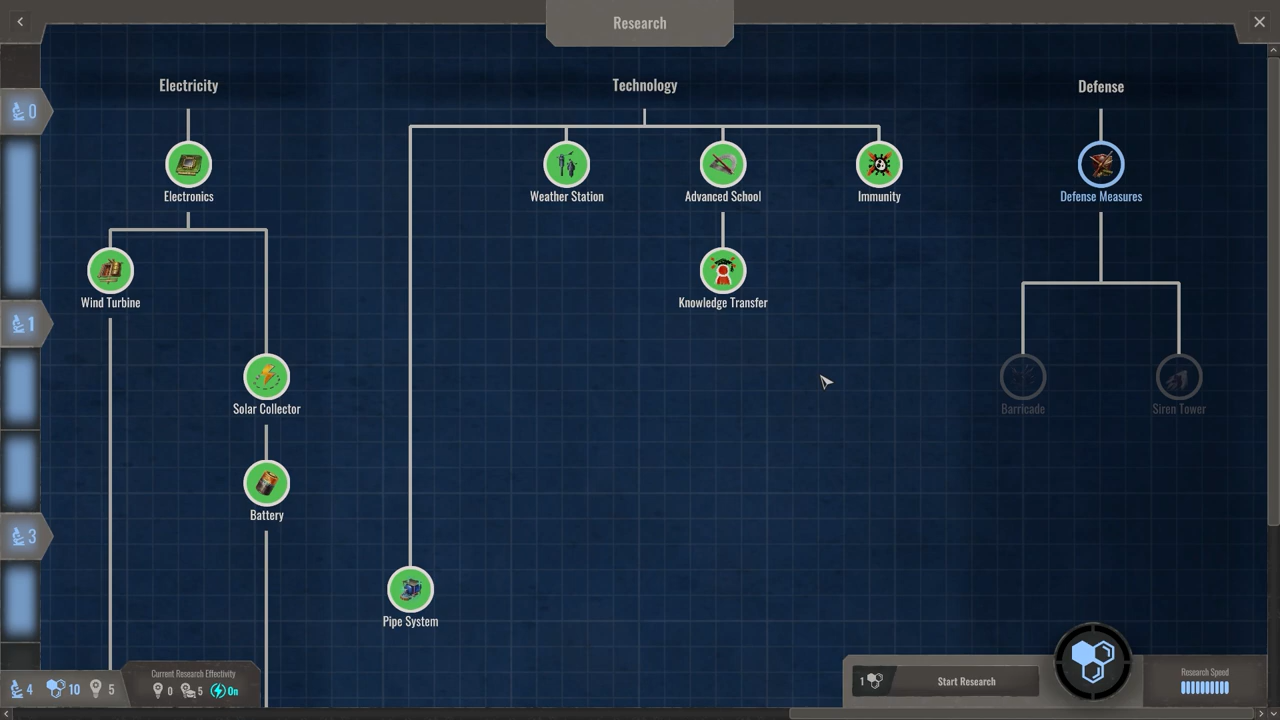 Research
Electricity
Technology
Defense
0
Electronics
Weather Station
Advanced School
Immunity
Defense Measures
Wind Turbine
Knowledge Transfer
1
Solar Collector
Barricade
Siren Tower
Battery
3
Pipe System
4 10 5
Current Research Effectivity
0 5 On
1 Start Research
Research Speed